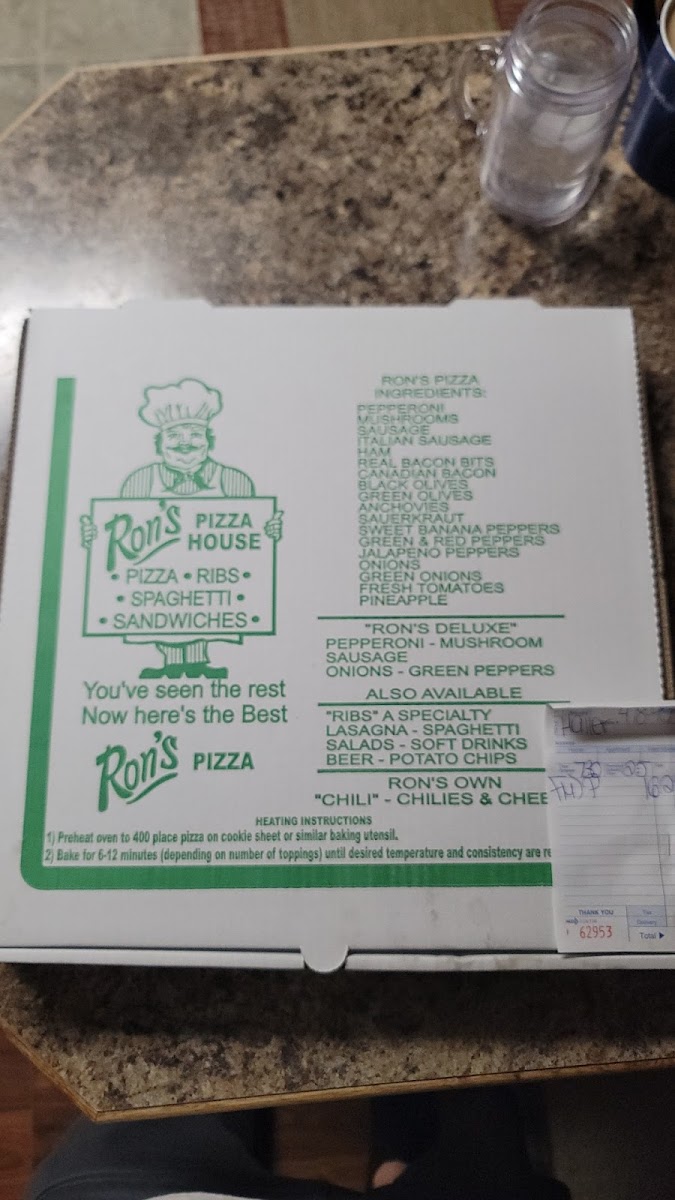 Ron's PIZZA HOUSE
• PIZZA • RIBS •
• SPAGHETTI •
• SANDWICHES •
You've seen the rest
Now here's the Best
Ron's PIZZA
RON'S PIZZA
INGREDIENTS:
PEPPERONI
MUSHROOMS
SAUSAGE
ITALIAN SAUSAGE
HAM
REAL BACON BITS
CANADIAN BACON
BLACK OLIVES
GREEN OLIVES
ANCHOVIES
SAUERKRAUT
SWEET BANANA PEPPERS
GREEN & RED PEPPERS
JALAPENO PEPPERS
ONIONS
GREEN ONIONS
FRESH TOMATOES
PINEAPPLE
"RON'S DELUXE"
PEPPERONI - MUSHROOM
SAUSAGE
ONIONS - GREEN PEPPERS
ALSO AVAILABLE
"RIBS" A SPECIALTY
LASAGNA - SPAGHETTI
SALADS - SOFT DRINKS
BEER - POTATO CHIPS
RON'S OWN
"CHILI" - CHILIES & CHEE
HEATING INSTRUCTIONS
1) Preheat oven to 400 place pizza on cookie sheet or similar baking utensil.
2) Bake for 6-12 minutes (depending on number of toppings) until desired temperature and consistency are re
THANK YOU
Tax
62953
Total ▶